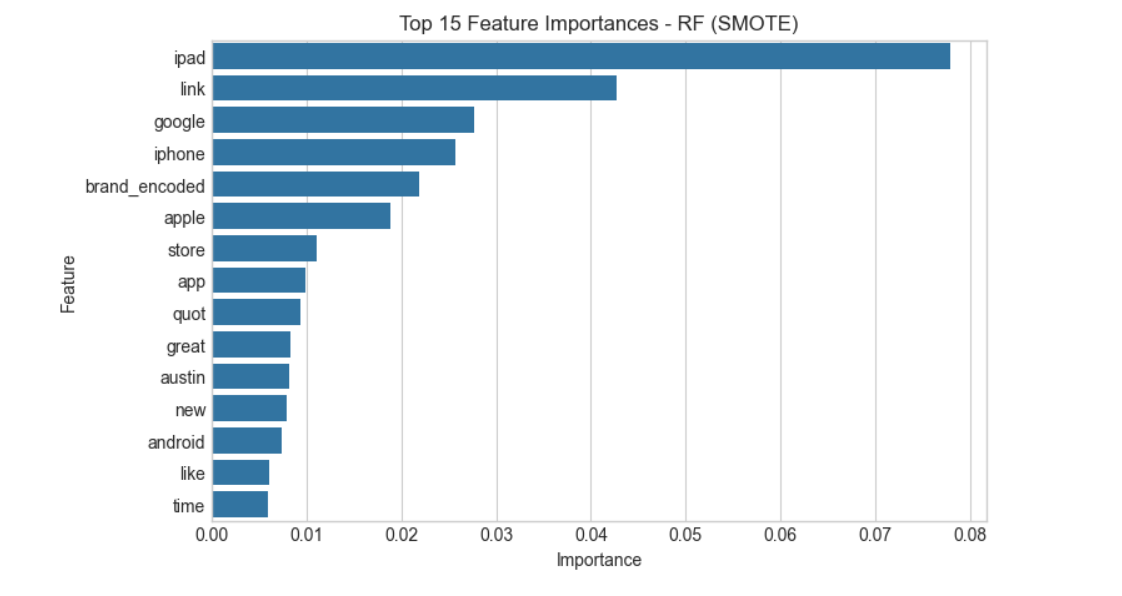 Top 15 Feature Importances - RF (SMOTE)
ipad
link
google
iphone
brand_encoded
apple
store
app
quot
great
austin
new
android
like
time
Feature
0.00 0.01 0.02 0.03 0.04 0.05 0.06 0.07 0.08
Importance